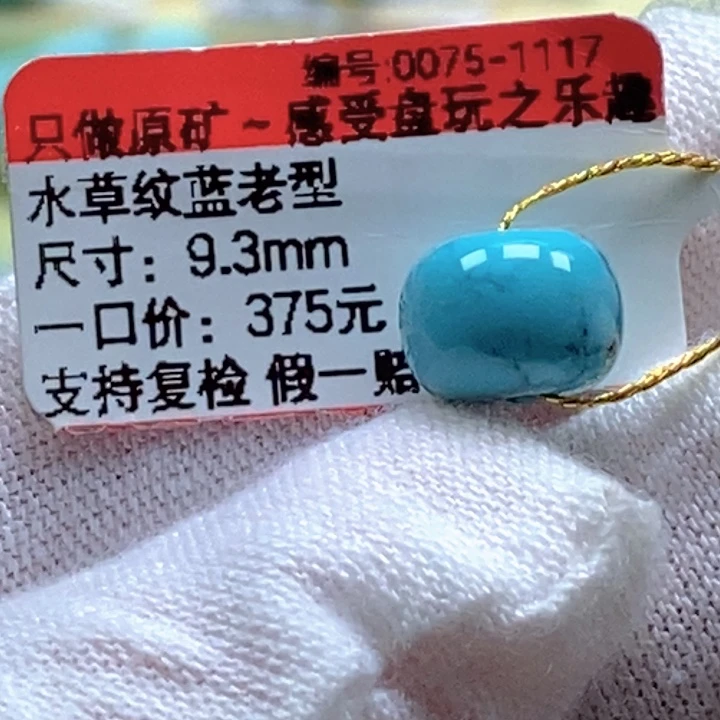 编号:0075-1117
只做原矿~感受盘玩之乐趣
水草纹蓝老型
尺寸：9.3mm
一口价：375元
支持复检 假一赔